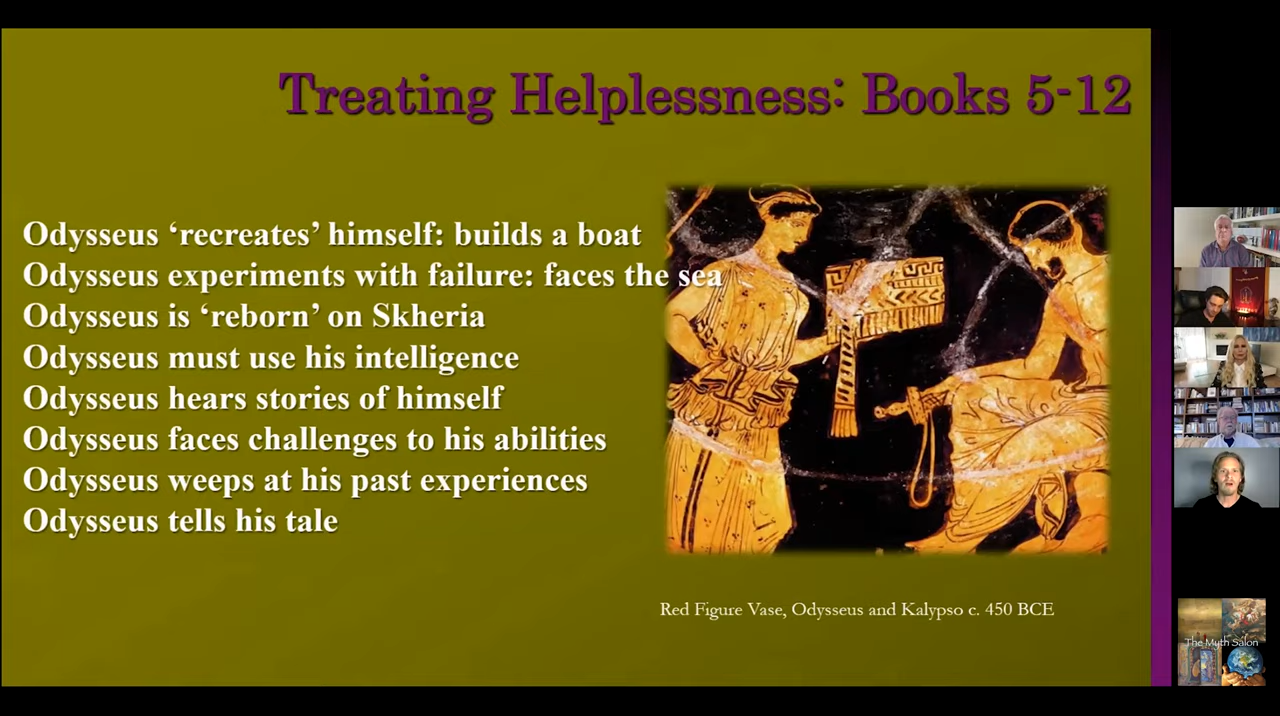 Treating Helplessness: Books 5-12
Odysseus ‘recreates’ himself: builds a boat
Odysseus experiments with failure: faces the sea
Odysseus is ‘reborn’ on Skheria
Odysseus must use his intelligence
Odysseus hears stories of himself
Odysseus faces challenges to his abilities
Odysseus weeps at his past experiences
Odysseus tells his tale
Red Figure Vase, Odysseus and Kalypso c. 450 BCE
The Myth Salon